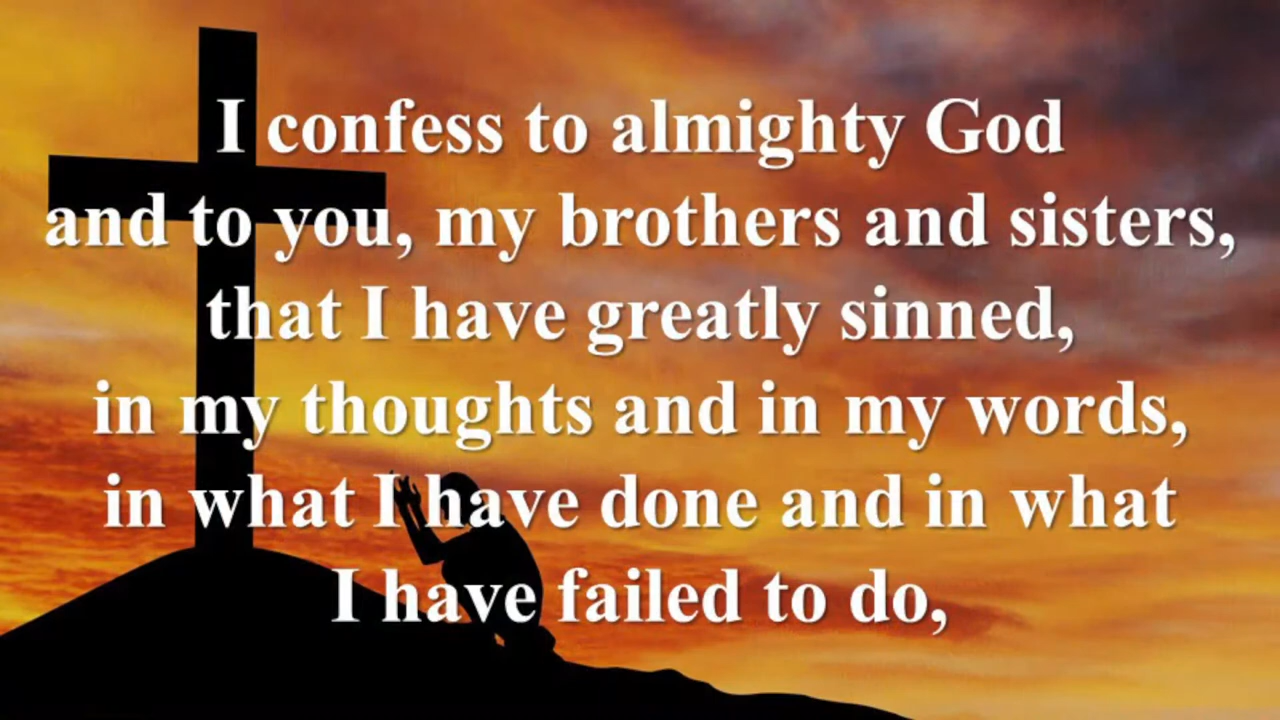 I confess to almighty God
and to you, my brothers and sisters,
that I have greatly sinned,
in my thoughts and in my words,
in what I have done and in what
I have failed to do,